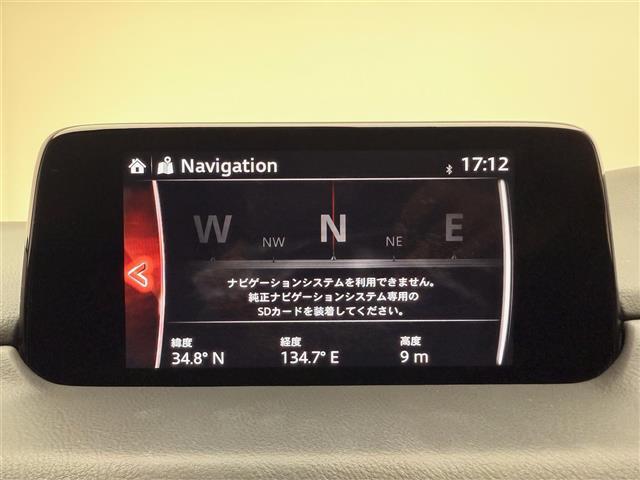 Navigation 17:12
W NW N NE E
ナビゲーションシステムを利用できません。
純正ナビゲーションシステム専用の
SDカードを装着してください。
緯度 経度 高度
34.8° N 134.7° E 9 m